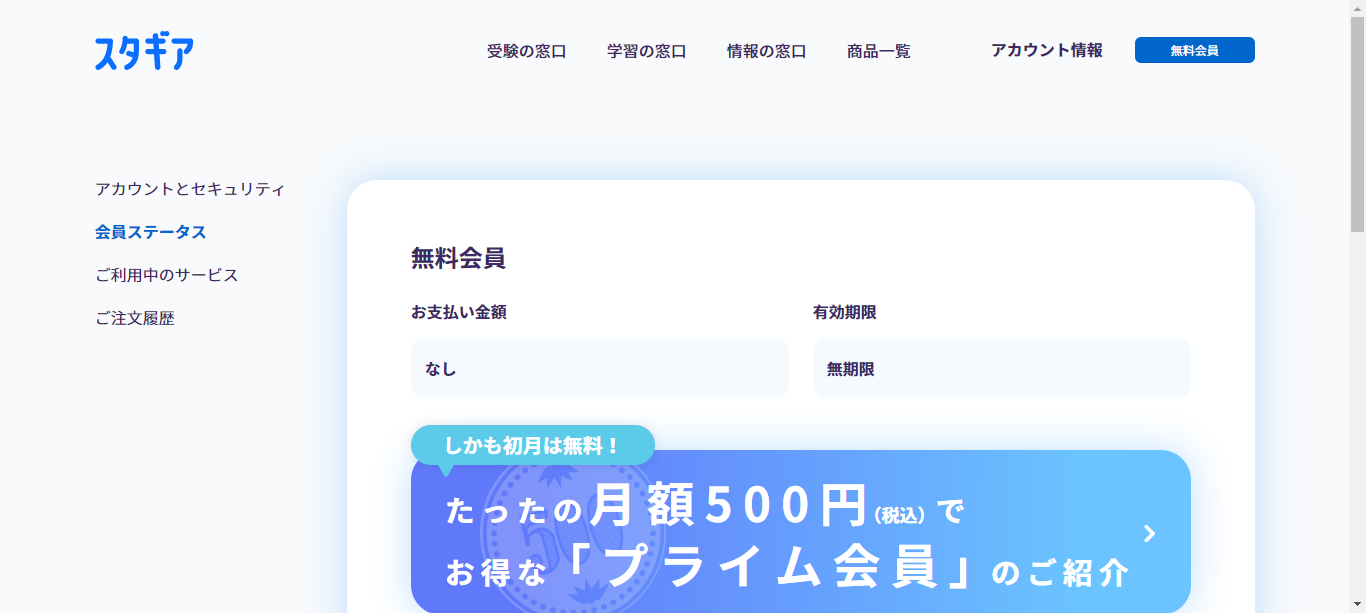 スタギア
受験の窓口
学習の窓口
情報の窓口
商品一覧
アカウント情報
無料会員
アカウントとセキュリティ
会員ステータス
ご利用中のサービス
ご注文履歴
無料会員
お支払い金額
有効期限
なし
無期限
しかも初月は無料！
たったの月額500円（税込）で
お得な「プライム会員」のご紹介
500